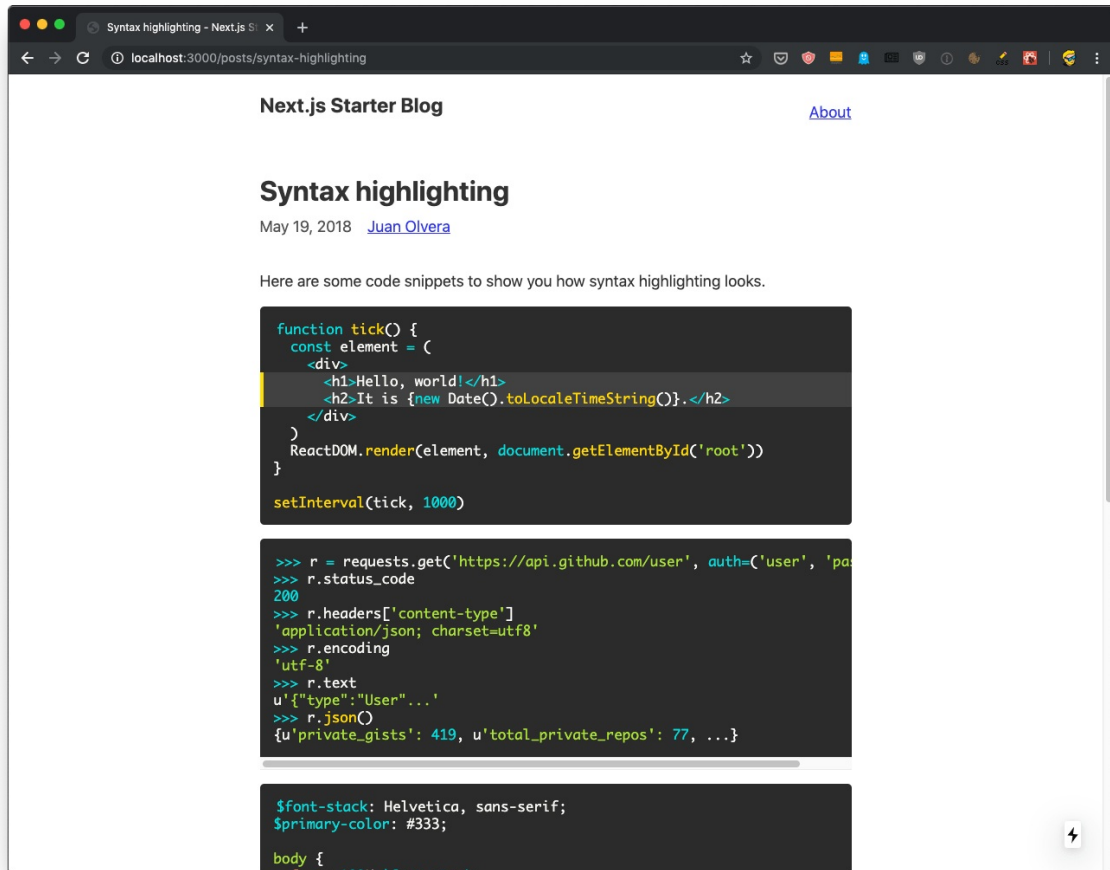 Syntax highlighting - Next.js S
localhost:3000/posts/syntax-highlighting
Next.js Starter Blog
About
Syntax highlighting
May 19, 2018 Juan Olvera
Here are some code snippets to show you how syntax highlighting looks.
function tick() {
  const element = (
    <div>
      <h1>Hello, world!</h1>
      <h2>It is {new Date().toLocaleTimeString()}.</h2>
    </div>
  )
  ReactDOM.render(element, document.getElementById('root'))
}
setInterval(tick, 1000)
>>> r = requests.get('https://api.github.com/user', auth=('user', 'pa
>>> r.status_code
200
>>> r.headers['content-type']
'application/json; charset=utf8'
>>> r.encoding
'utf-8'
>>> r.text
u'{"type":"User"...'
>>> r.json()
{u'private_gists': 419, u'total_private_repos': 77, ...}
$font-stack: Helvetica, sans-serif;
$primary-color: #333;
body {